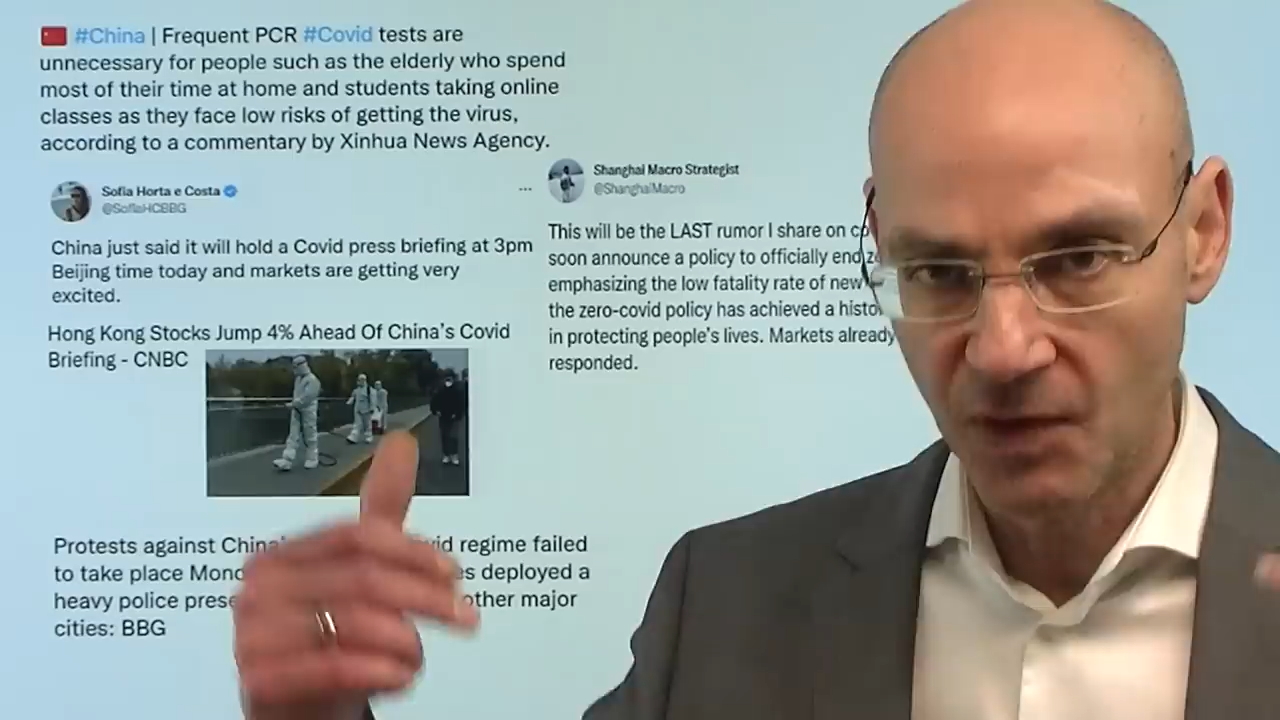 #China | Frequent PCR #Covid tests are
unnecessary for people such as the elderly who spend
most of their time at home and students taking online
classes as they face low risks of getting the virus,
according to a commentary by Xinhua News Agency.
Sofia Horta e Costa
@SofiaHCBBG
China just said it will hold a Covid press briefing at 3pm
Beijing time today and markets are getting very
excited.
Hong Kong Stocks Jump 4% Ahead Of China's Covid
Briefing - CNBC
Shanghai Macro Strategist
@ShanghaiMacro
This will be the LAST rumor I share on
soon announce a policy to officially end
emphasizing the low fatality rate of new
the zero-covid policy has achieved a
in protecting people's lives. Markets already
responded.
Protests against regime failed
to take place deployed a
heavy police other major
cities: BBG